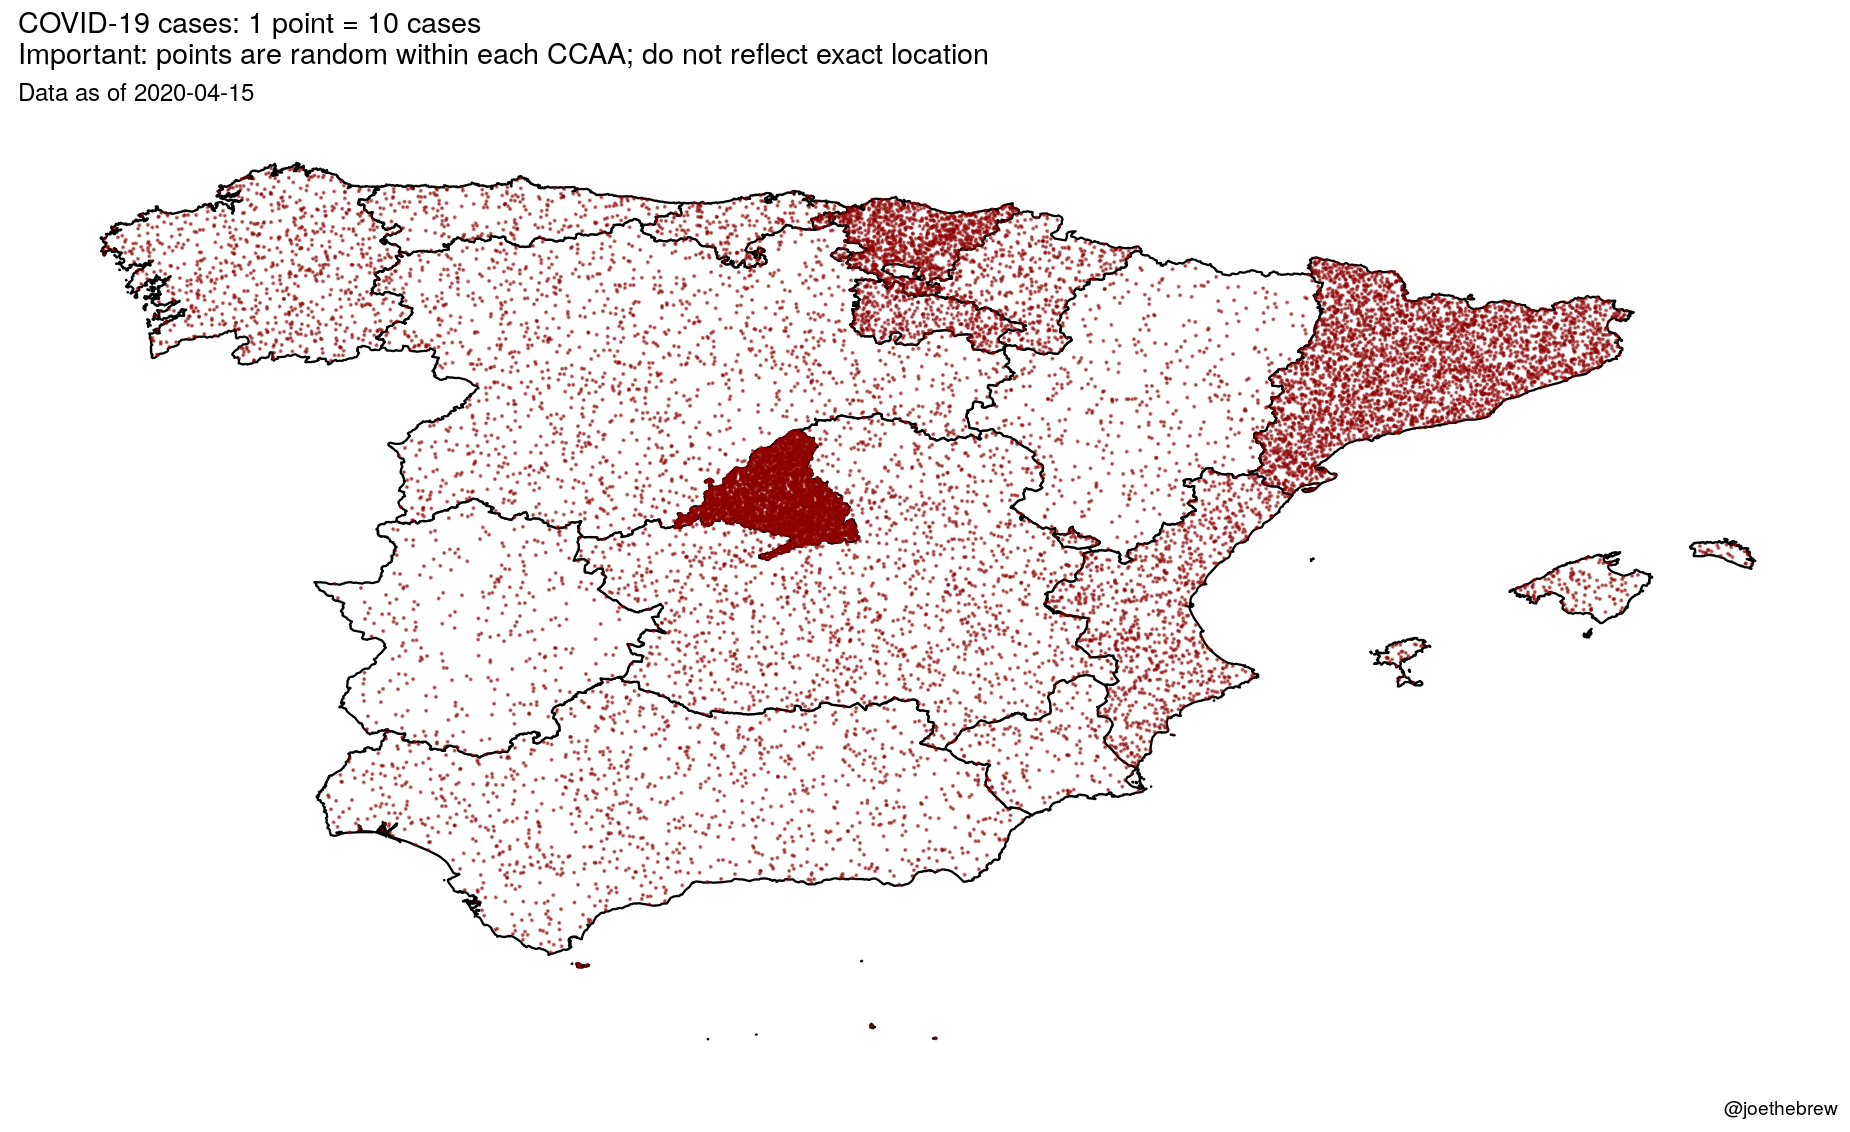 COVID-19 cases: 1 point = 10 cases
Important: points are random within each CCAA; do not reflect exact location
Data as of 2020-04-15
@joethebrew